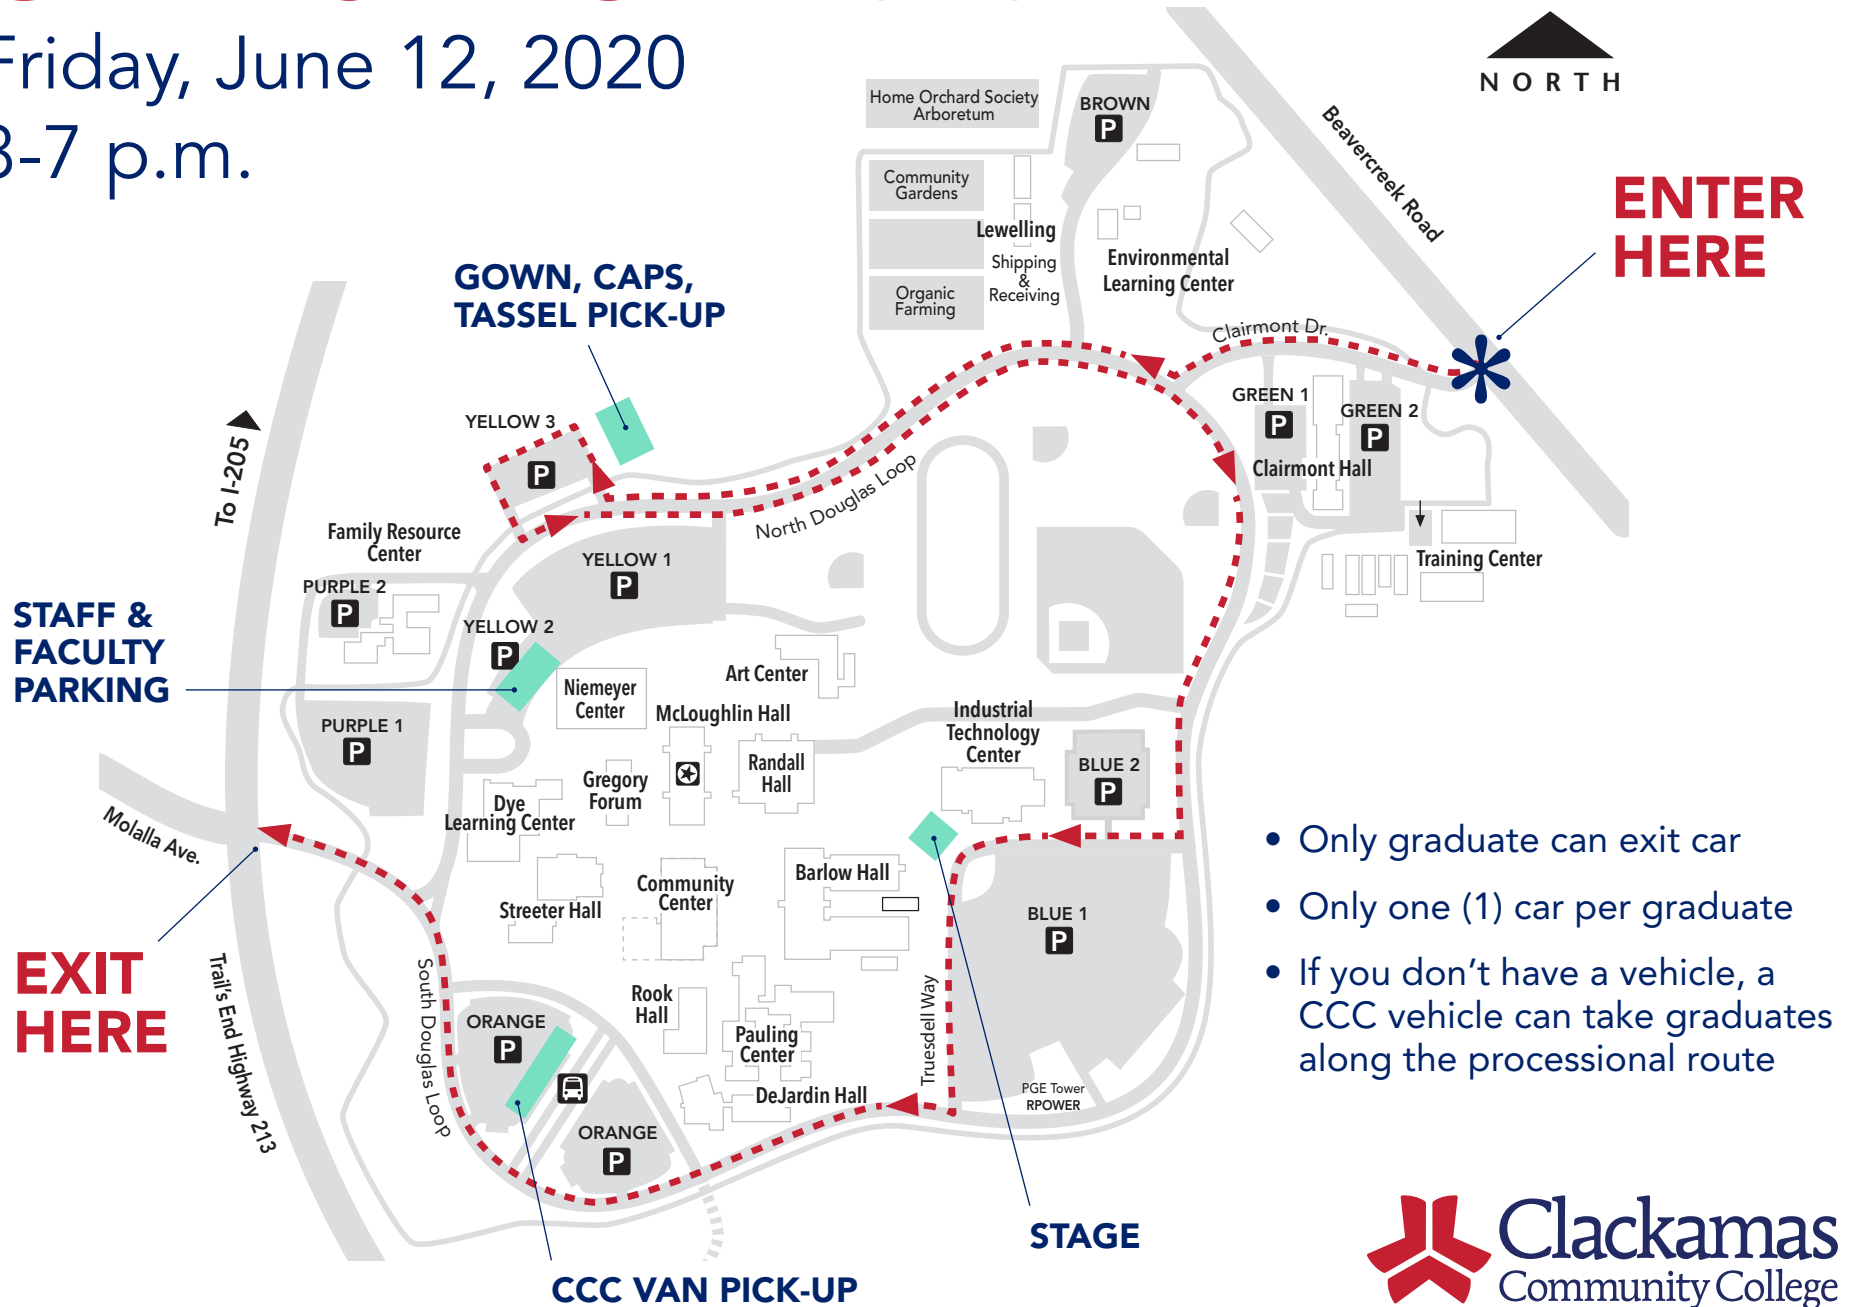 Friday, June 12, 2020
3-7 p.m.
NORTH
Home Orchard Society
Arboretum
BROWN
P
Beavercreek Road
ENTER
HERE
Community
Gardens
Lewelling
Shipping
&
Receiving
Organic
Farming
Environmental
Learning Center
GOWN, CAPS,
TASSEL PICK-UP
Clairmont Dr.
GREEN 1
P
GREEN 2
P
Clairmont Hall
YELLOW 3
P
To I-205
North Douglas Loop
Family Resource
Center
YELLOW 1
P
Training Center
PURPLE 2
P
STAFF &
FACULTY
PARKING
YELLOW 2
P
Niemeyer
Center
Art Center
McLoughlin Hall
Industrial
Technology
Center
PURPLE 1
P
Randall
Hall
BLUE 2
P
Gregory
Forum
Dye
Learning Center
Molalla Ave.
• Only graduate can exit car
• Only one (1) car per graduate
• If you don't have a vehicle, a
CCC vehicle can take graduates
along the processional route
Barlow Hall
Community
Center
Streeter Hall
BLUE 1
P
EXIT
HERE
Trail's End Highway 213
South Douglas Loop
Rook
Hall
Truesdell Way
ORANGE
P
Pauling
Center
DeJardin Hall
PGE Tower
RPOWER
ORANGE
P
STAGE
CCC VAN PICK-UP
Clackamas
Community College